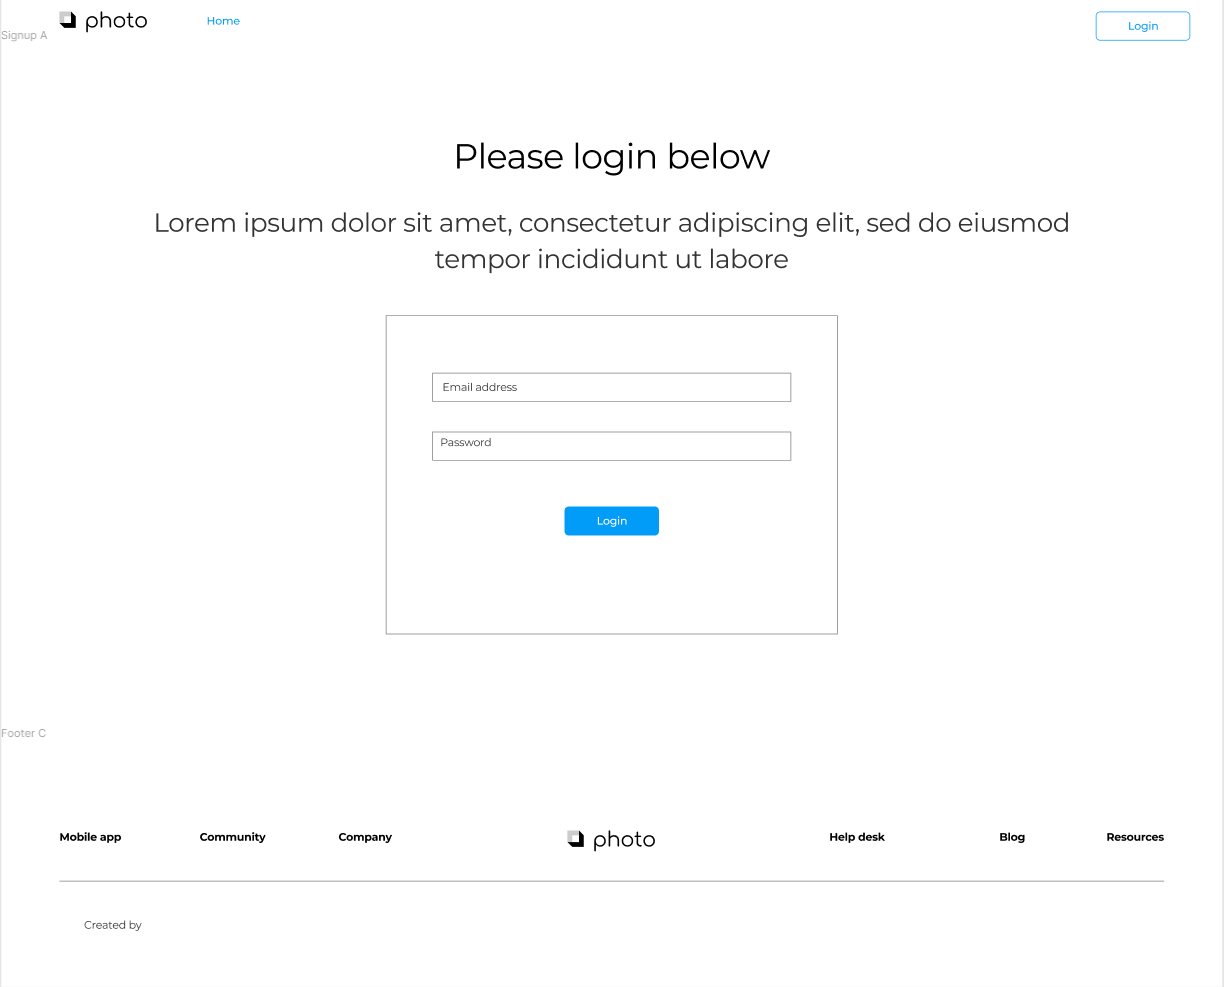 photo
Home
Login
Signup A
Please login below
Lorem ipsum dolor sit amet, consectetur adipiscing elit, sed do eiusmod
tempor incididunt ut labore
Email address
Password
Login
Footer C
Mobile app
Community
Company
photo
Help desk
Blog
Resources
Created by